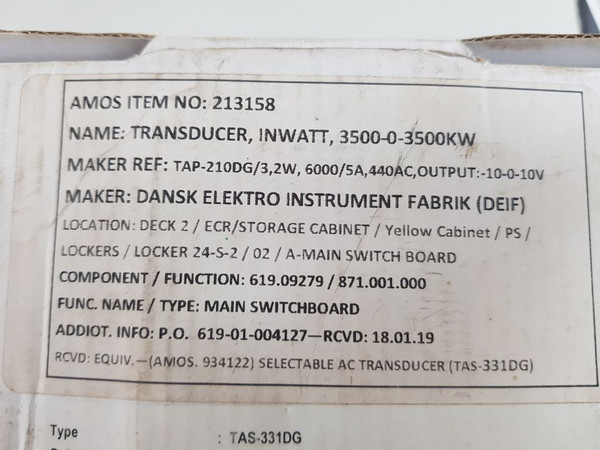 AMOS ITEM NO: 213158
NAME: TRANSDUCER, INWATT, 3500-0-3500KW
MAKER REF: TAP-210DG/3,2W, 6000/5A,440AC,OUTPUT:-10-0-10V
MAKER: DANSK ELEKTRO INSTRUMENT FABRIK (DEIF)
LOCATION: DECK 2 / ECR/STORAGE CABINET / Yellow Cabinet / PS /
LOCKERS / LOCKER 24-S-2 / 02 / A-MAIN SWITCH BOARD
COMPONENT / FUNCTION: 619.09279 / 871.001.000
FUNC. NAME / TYPE: MAIN SWITCHBOARD
ADDIOT. INFO: P.O. 619-01-004127—RCVD: 18.01.19
RCVD: EQUIV.—(AMOS. 934122) SELECTABLE AC TRANSDUCER (TAS-331DG)
Type : TAS-331DG